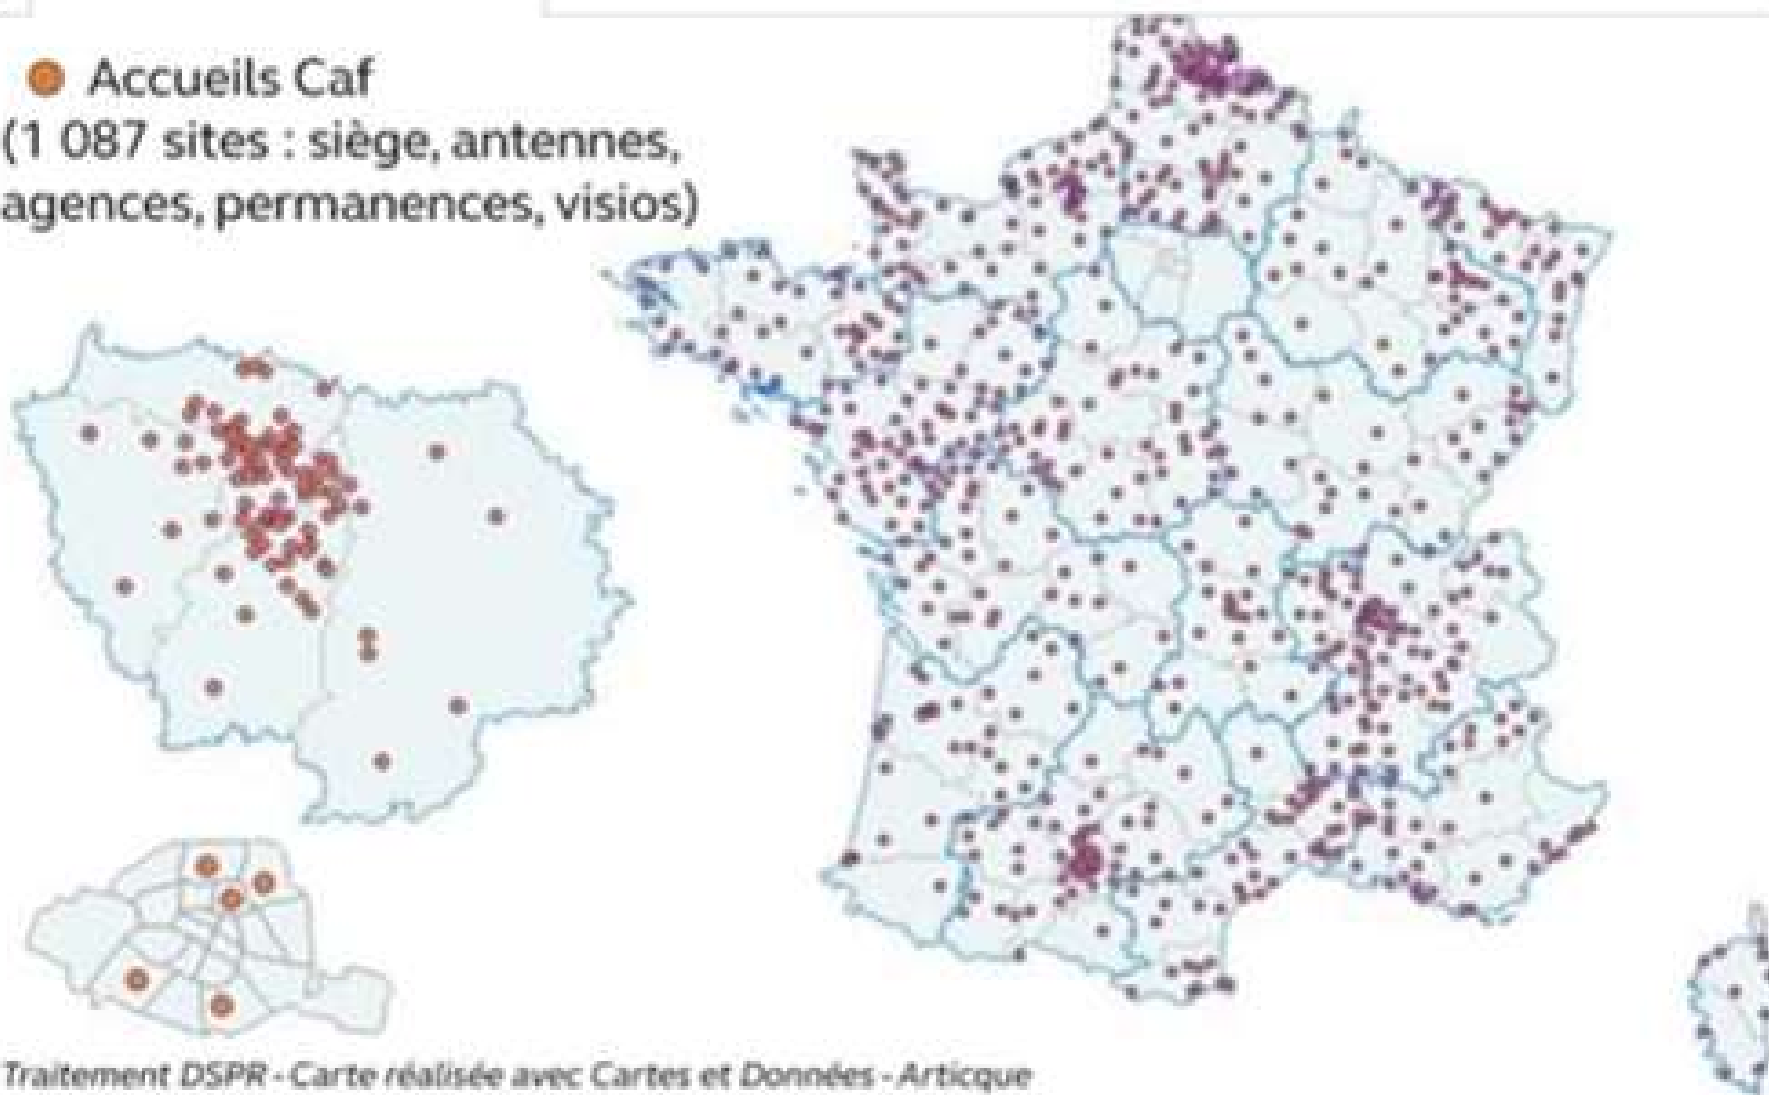 Accueils Caf
(1 087 sites : siège, antennes,
agences, permanences, visios)
Traitement DSPR - Carte réalisée avec Cartes et Données - Articque